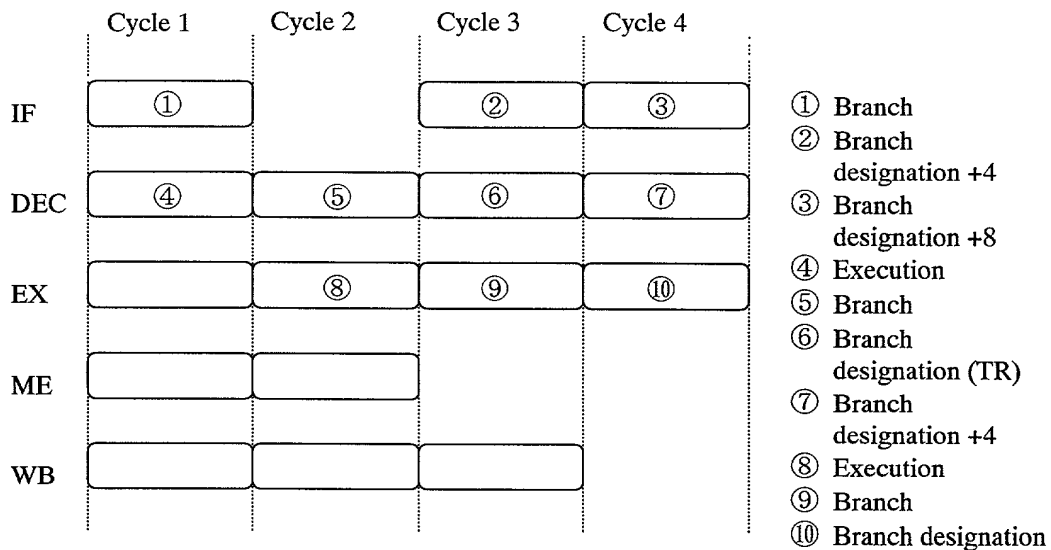 Cycle 1 Cycle 2 Cycle 3 Cycle 4
IF ① ② ③
DEC ④ ⑤ ⑥ ⑦
EX ⑧ ⑨ ⑩
ME
WB
① Branch
② Branch
designation +4
③ Branch
designation +8
④ Execution
⑤ Branch
⑥ Branch
designation (TR)
⑦ Branch
designation +4
⑧ Execution
⑨ Branch
⑩ Branch designation